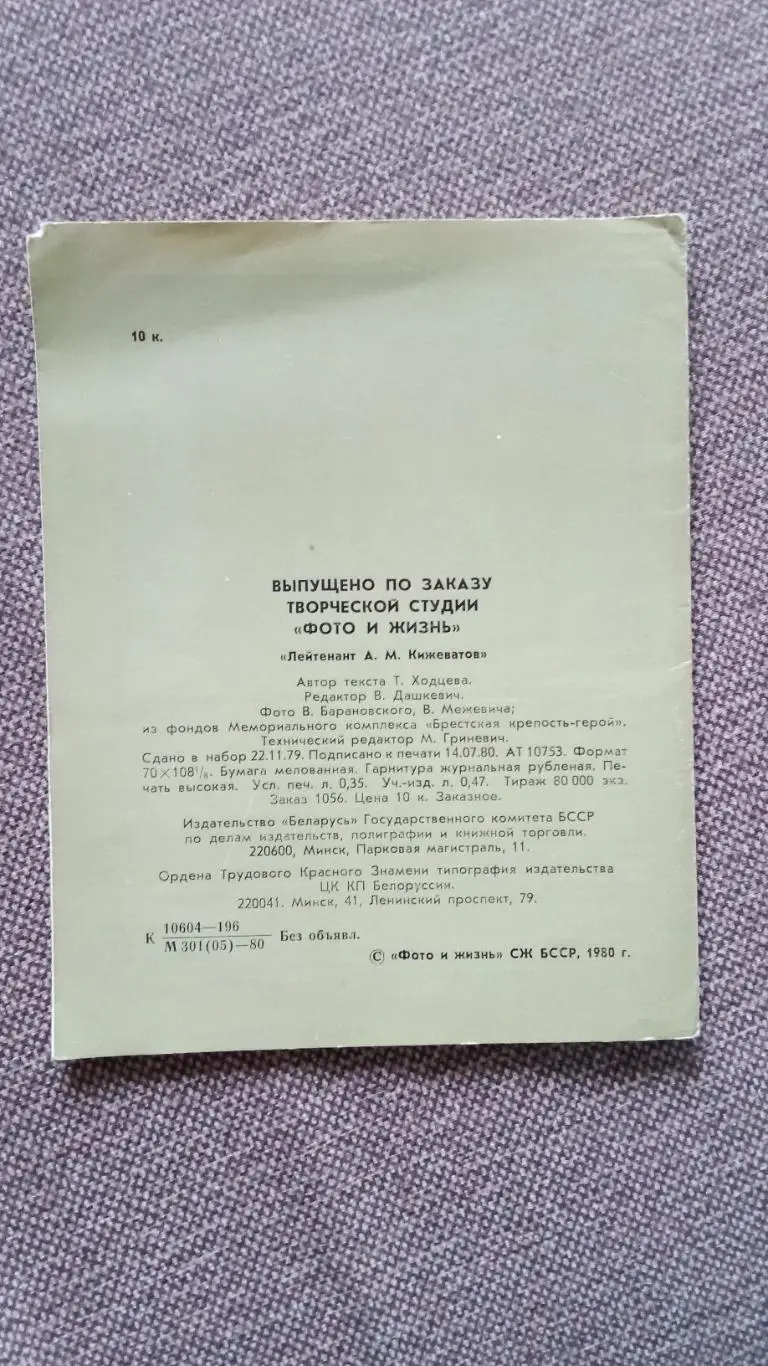 10 к.
ВЫПУЩЕНО ПО ЗАКАЗУ
ТВОРЧЕСКОЙ СТУДИИ
«ФОТО И ЖИЗНЬ»
«Лейтенант А. М. Кижеватов»
Автор текста Т. Ходцева.
Редактор В. Дашкевич.
Фото В. Барановского, В. Межевича;
из фондов Мемориального комплекса «Брестская крепость-герой».
Технический редактор М. Гриневич.
Сдано в набор 22.11.79. Подписано к печати 14.07.80. АТ 10753. Формат
70×108 1/8. Бумага мелованная. Гарнитура журнальная рубленая. Пе-
чать высокая. Усл. печ. л. 0,35. Уч.-изд. л. 0,47. Тираж 80 000 экз.
Заказ 1056. Цена 10 к. Заказное.
Издательство «Беларусь» Государственного комитета БССР
по делам издательств, полиграфии и книжной торговли.
220600, Минск, Парковая магистраль, 11.
Ордена Трудового Красного Знамени типография издательства
ЦК КП Белоруссии.
220041. Минск, 41, Ленинский проспект, 79.
К 10604—196
М 301(05)—80 Без объявл.
© «Фото и жизнь» СЖ БССР, 1980 г.